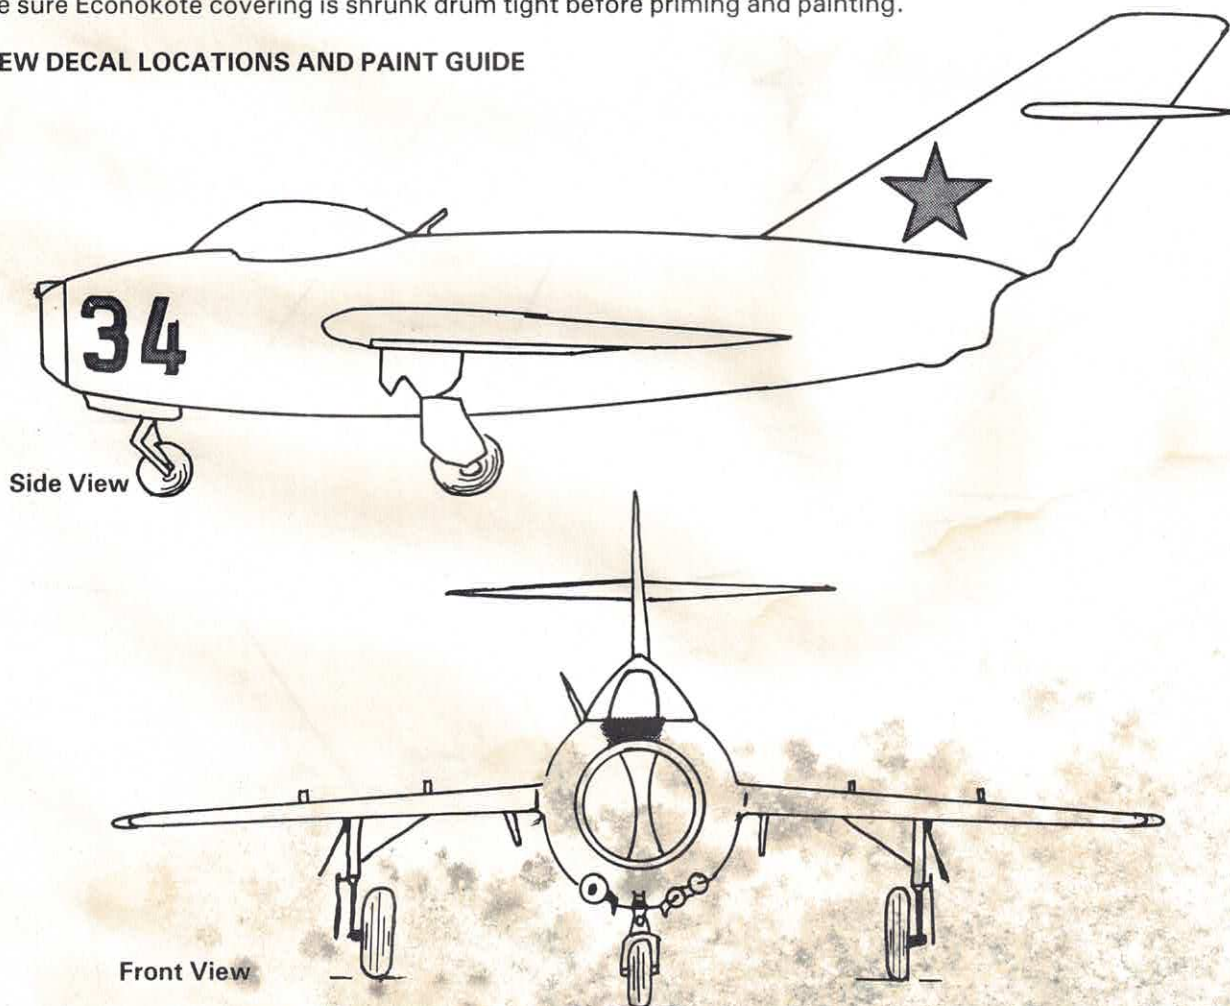 sure Econokote covering is shrunk drum tight before priming and painting.
DECAL LOCATIONS AND PAINT GUIDE
34
Side View
Front View